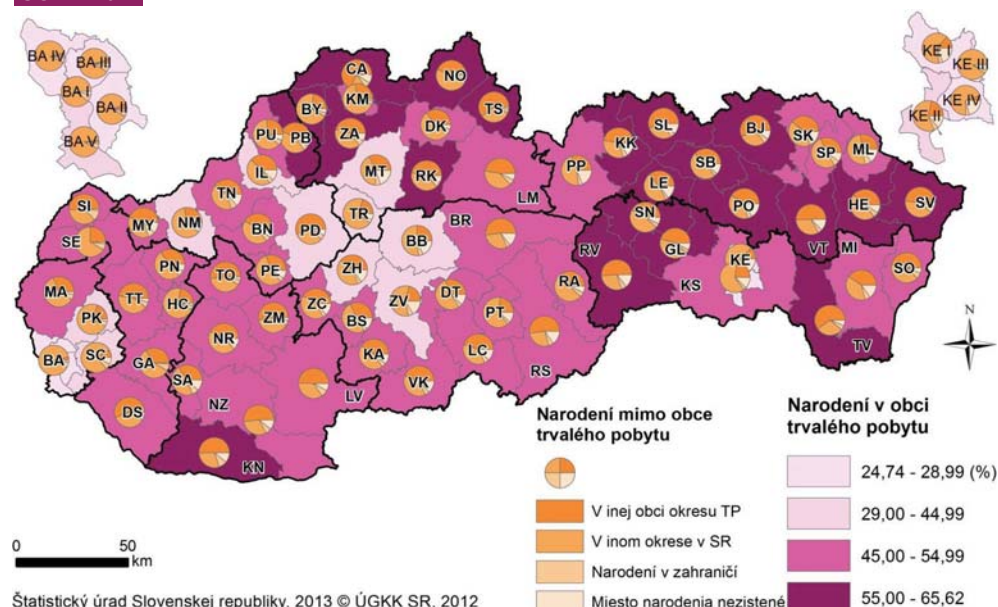 BA IV
BA III
BA I
BA II
BA V
KE I
KE III
KE IV
KE II
CA
NO
BY
KM
TS
PU
PB
ZA
DK
IL
MT
RK
LM
PP
KK
SL
BJ
SK
SP
ML
SB
LE
PO
VT
HE
SV
SN
GL
RV
KE
KS
MI
SO
TV
SI
SE
MY
NM
TN
BN
PD
TR
BB
BR
PN
TO
PE
ZH
ZV
DT
RA
MA
TT
HC
ZC
BS
PT
PK
NR
ZM
KA
LC
RS
BA
SC
GA
SA
NZ
LV
VK
DS
KN
N
Narodení mimo obce
trvalého pobytu
V inej obci okresu TP
V inom okrese v SR
Narodení v zahraničí
Miesto narodenia nezistené
Narodení v obci
trvalého pobytu
24,74 - 28,99 (%)
29,00 - 44,99
45,00 - 54,99
55,00 - 65,62
0 50
km
Štatistický úrad Slovenskej republiky, 2013 © ÚGKK SR, 2012